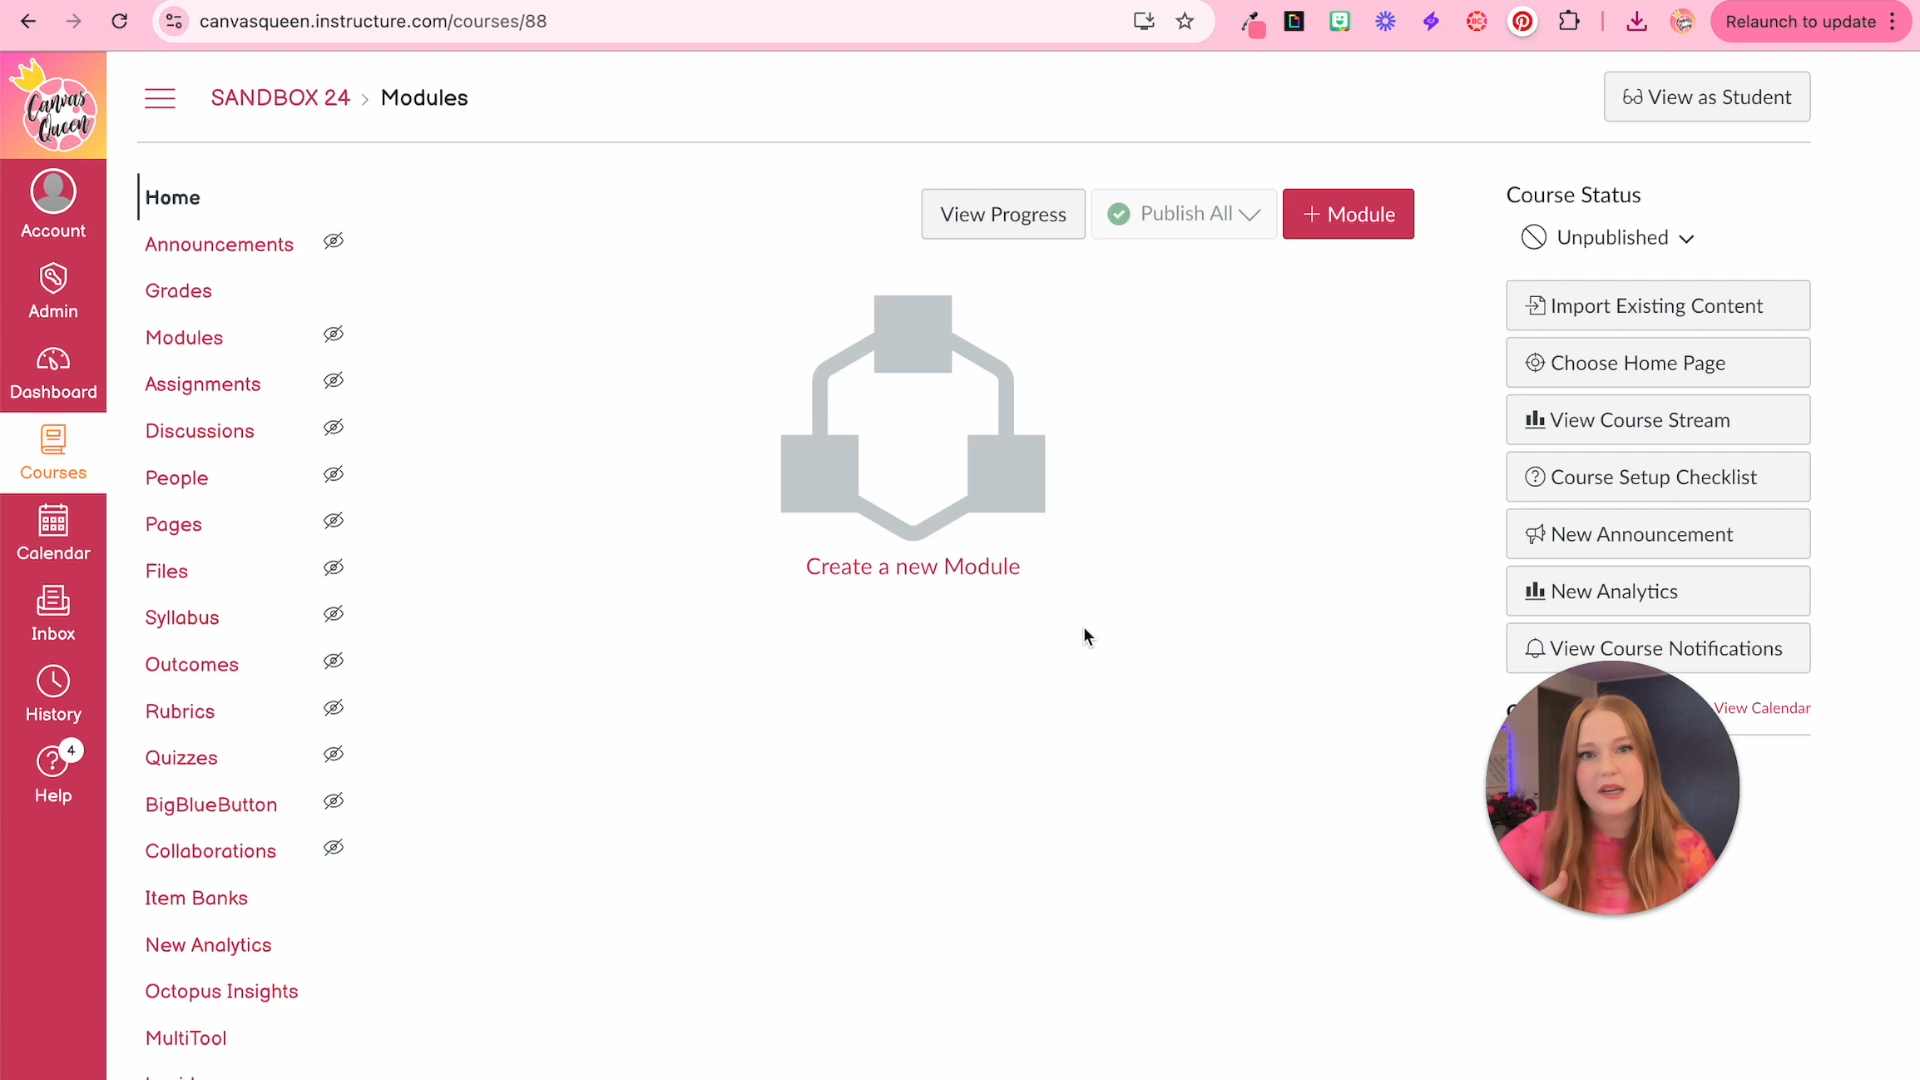 canvasqueen.instructure.com/courses/88
Relaunch to update
Canvas
Queen
SANDBOX 24 > Modules
View as Student
Account
Admin
Dashboard
Courses
Calendar
Inbox
History
4
Help
Home
Announcements
Grades
Modules
Assignments
Discussions
People
Pages
Files
Syllabus
Outcomes
Rubrics
Quizzes
BigBlueButton
Collaborations
Item Banks
New Analytics
Octopus Insights
MultiTool
View Progress
Publish All
+ Module
Create a new Module
Course Status
Unpublished
Import Existing Content
Choose Home Page
View Course Stream
Course Setup Checklist
New Announcement
New Analytics
View Course Notifications
View Calendar